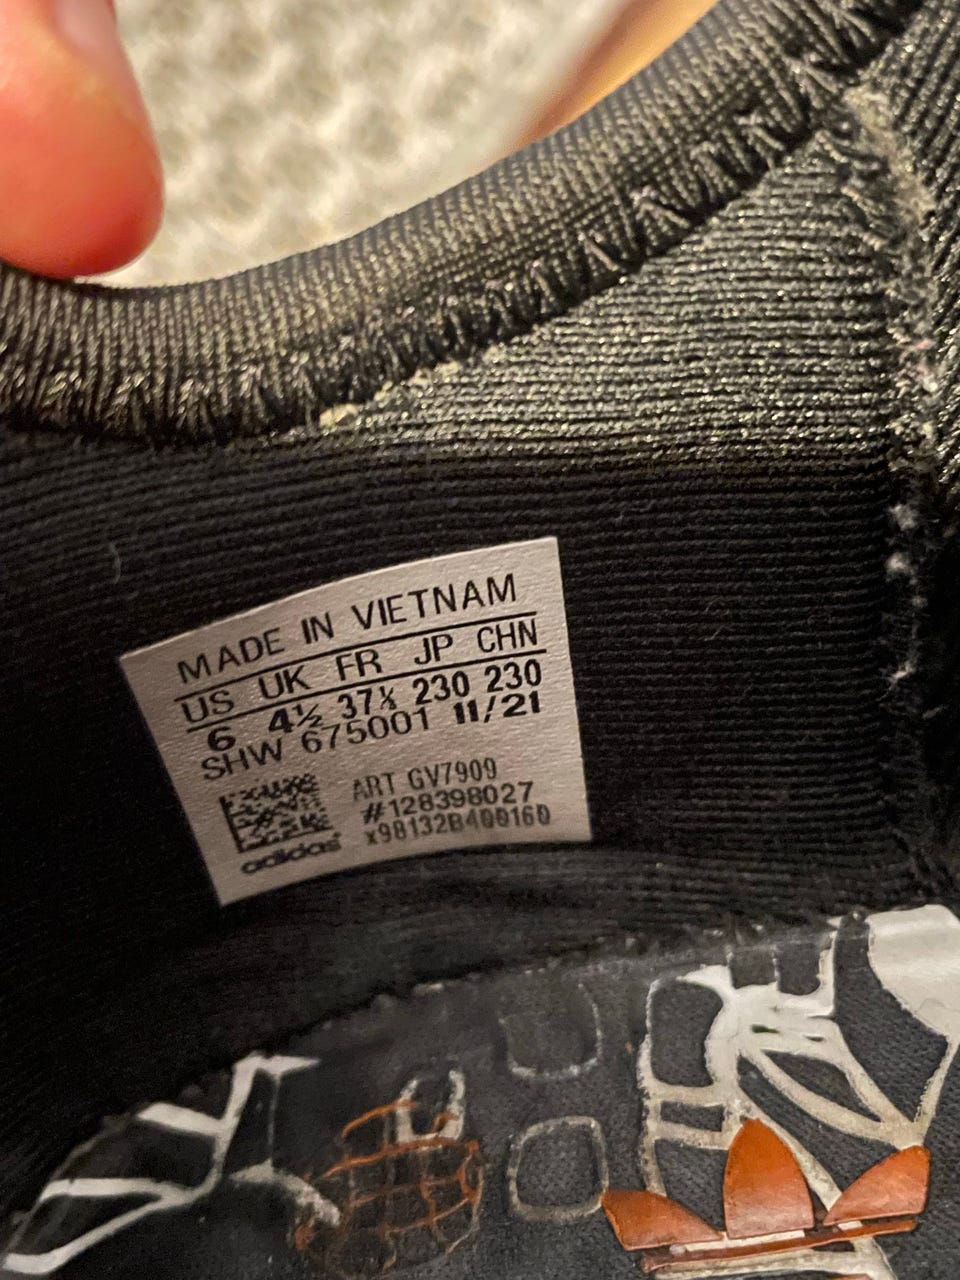 MADE IN VIETNAM
US UK FR JP CHN
6 4½ 37⅓ 230 230
SHW 675001 11/21
ART GV7909
#128398027
x98132B400160
adidas